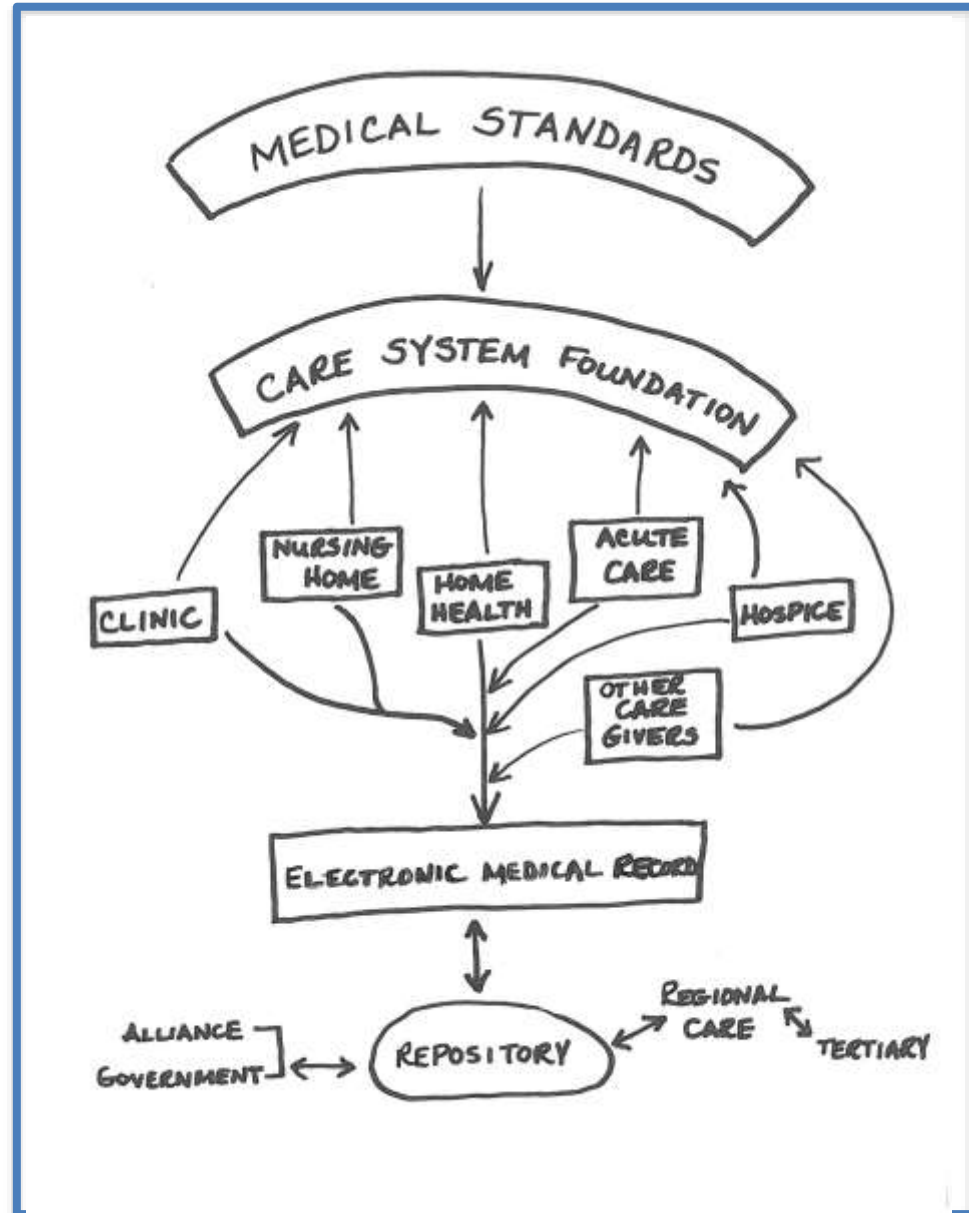 MEDICAL STANDARDS
CARE SYSTEM FOUNDATION
NURSING
HOME
ACUTE
CARE
HOME
HEALTH
CLINIC
HOSPICE
OTHER
CARE
GIVERS
ELECTRONIC MEDICAL RECORD
REGIONAL
CARE
ALLIANCE
GOVERNMENT
REPOSITORY
TERTIARY